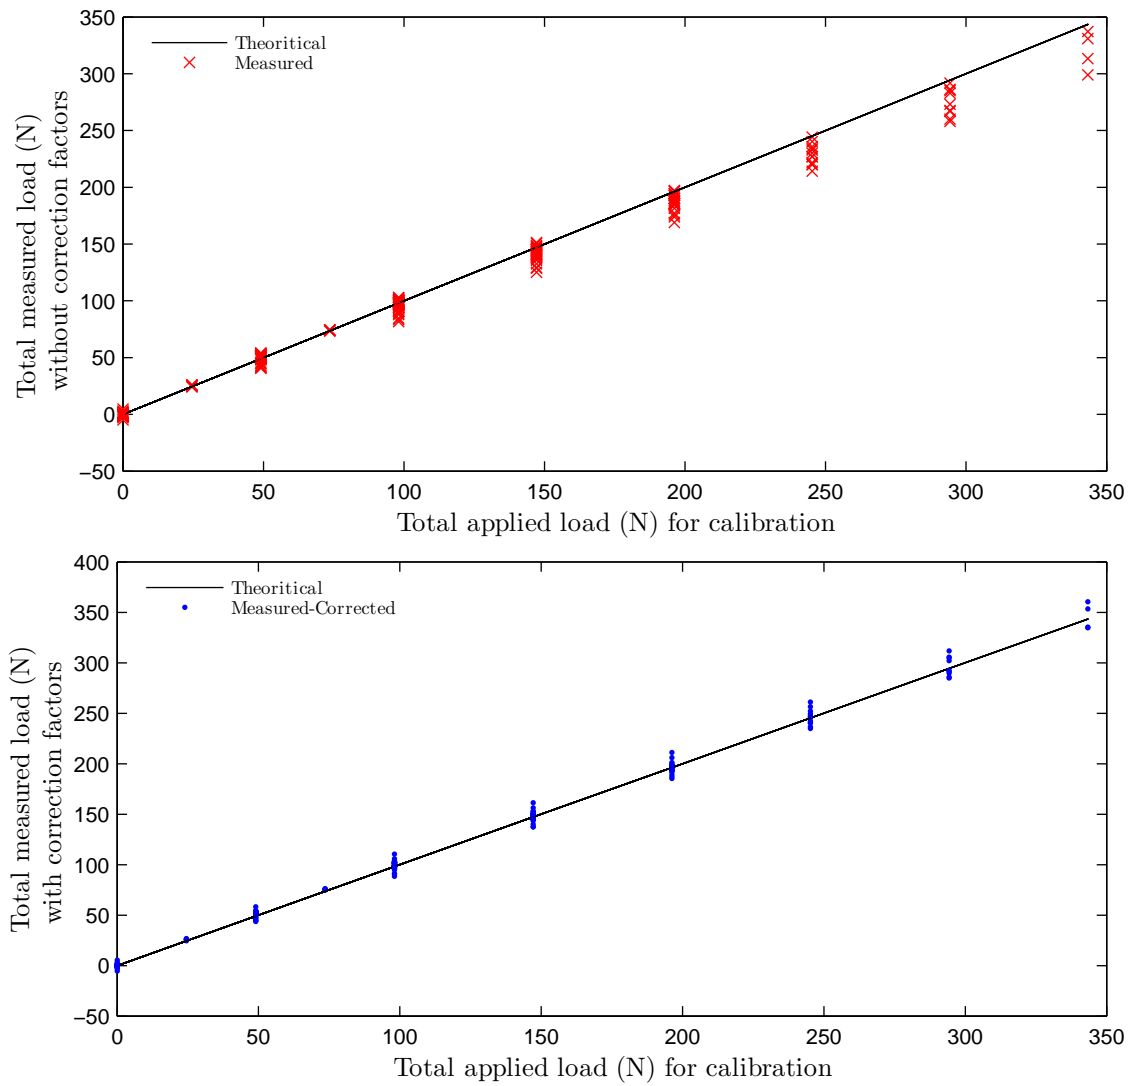 350
300
250
200
150
100
50
0
−50
Total measured load (N)
without correction factors
Theoritical
Measured
0 50 100 150 200 250 300 350
Total applied load (N) for calibration
400
350
300
250
200
150
100
50
0
−50
Total measured load (N)
with correction factors
Theoritical
Measured-Corrected
0 50 100 150 200 250 300 350
Total applied load (N) for calibration